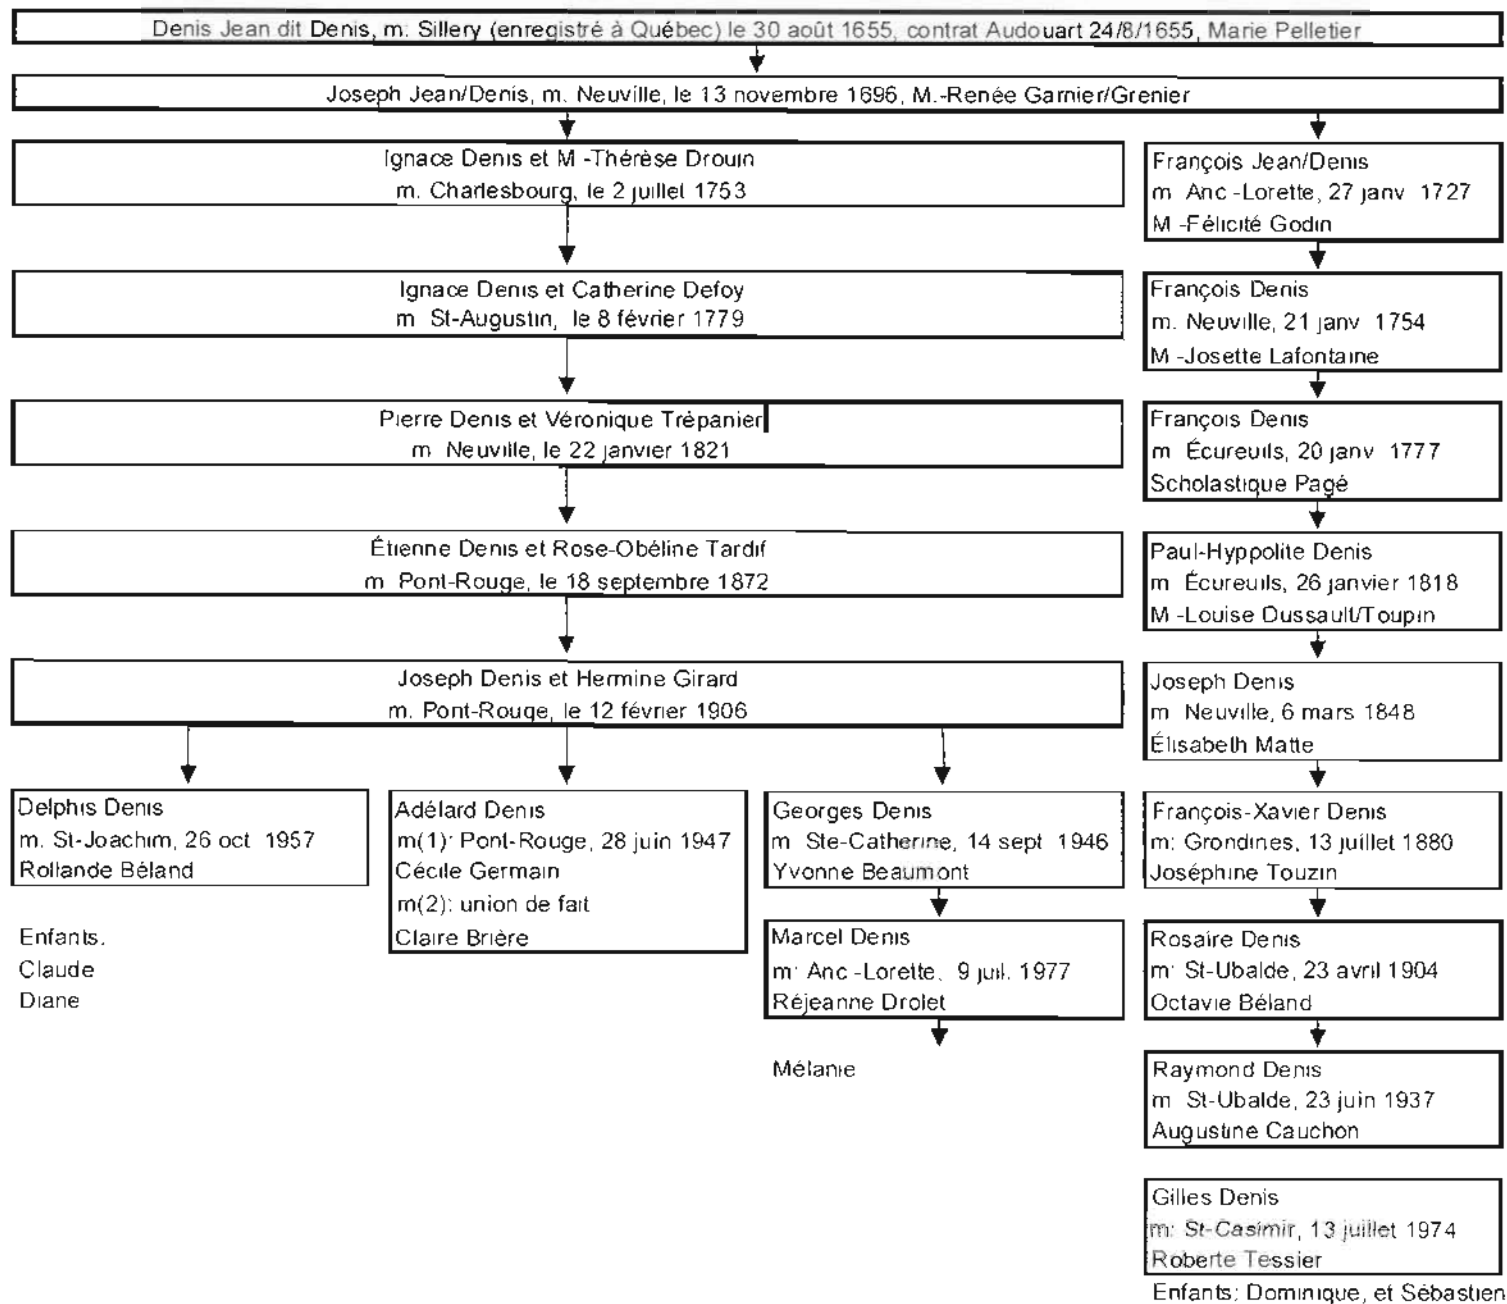 Denis Jean dit Denis, m: Sillery (enregistré à Québec) le 30 août 1655, contrat Audouart 24/8/1655, Marie Pelletier
Joseph Jean/Denis, m. Neuville, le 13 novembre 1696, M.-Renée Garnier/Grenier
Ignace Denis et M -Thérèse Drouin
m. Charlesbourg, le 2 juillet 1753
Ignace Denis et Catherine Defoy
m St-Augustin, le 8 février 1779
Pierre Denis et Véronique Trépanier
m Neuville, le 22 janvier 1821
Étienne Denis et Rose-Obéline Tardif
m Pont-Rouge, le 18 septembre 1872
Joseph Denis et Hermine Girard
m. Pont-Rouge, le 12 février 1906
Delphis Denis
m. St-Joachim, 26 oct 1957
Rollande Béland
Enfants.
Claude
Diane
Adélard Denis
m(1): Pont-Rouge, 28 juin 1947
Cécile Germain
m(2): union de fait
Claire Brière
Georges Denis
m Ste-Catherine, 14 sept 1946
Yvonne Beaumont
Marcel Denis
m: Anc -Lorette, 9 juil. 1977
Réjeanne Drolet
Mélanie
François Jean/Denis
m Anc -Lorette, 27 janv 1727
M -Félicité Godin
François Denis
m. Neuville, 21 janv 1754
M -Josette Lafontaine
François Denis
m Écureuils, 20 janv 1777
Scholastique Pagé
Paul-Hyppolite Denis
m Écureuils, 26 janvier 1818
M -Louise Dussault/Toupin
Joseph Denis
m Neuville, 6 mars 1848
Élisabeth Matte
François-Xavier Denis
m: Grondines, 13 juillet 1880
Joséphine Touzin
Rosaire Denis
m: St-Ubalde, 23 avril 1904
Octavie Béland
Raymond Denis
m St-Ubalde, 23 juin 1937
Augustine Cauchon
Gilles Denis
m: St-Casimir, 13 juillet 1974
Roberte Tessier
Enfants: Dominique, et Sébastien